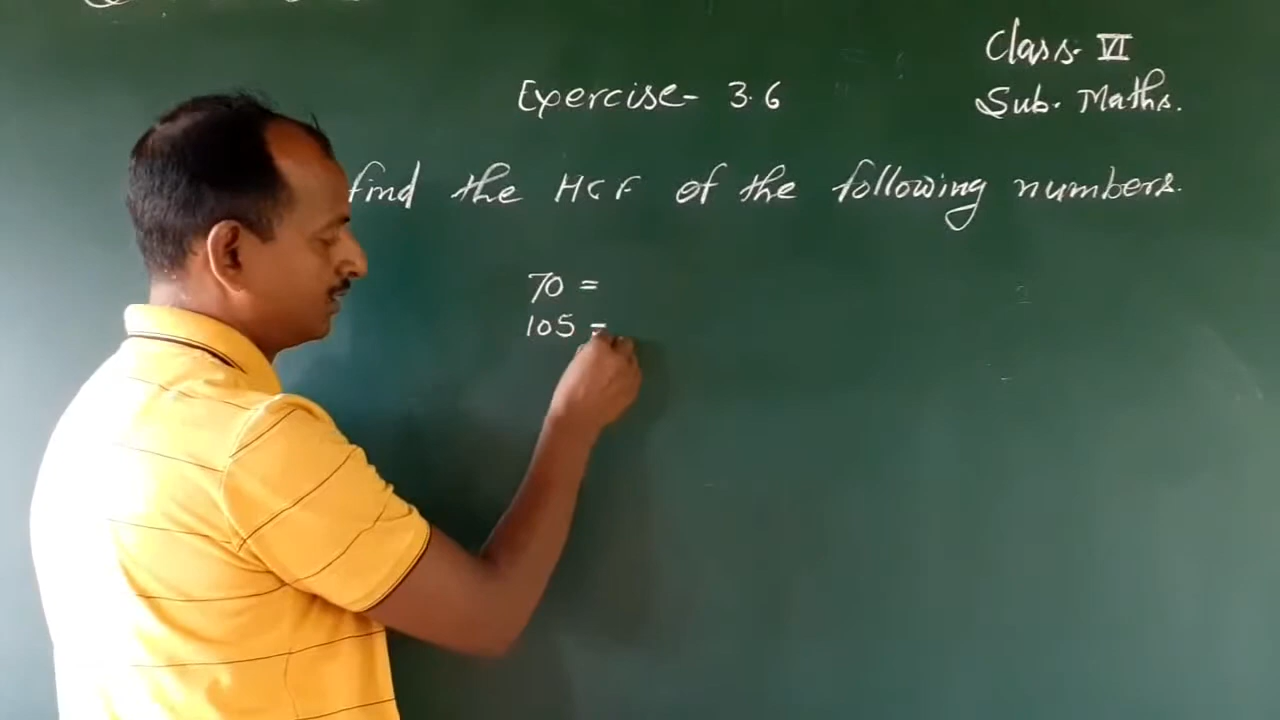 Class- VI
Sub. Maths.
Exercise- 3.6
find the HCF of the following numbers.
70 =
105 =